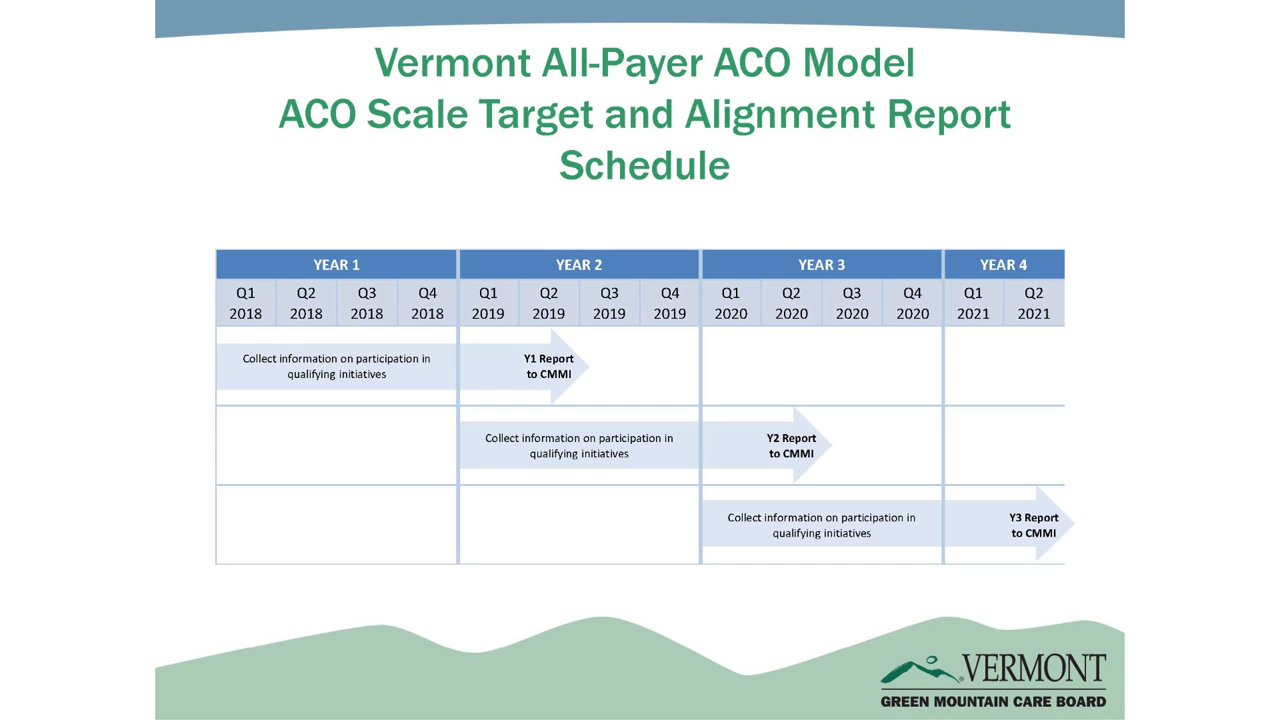 Vermont All-Payer ACO Model
ACO Scale Target and Alignment Report
Schedule
YEAR 1 YEAR 2 YEAR 3 YEAR 4
Q1 Q2 Q3 Q4 Q1 Q2 Q3 Q4 Q1 Q2 Q3 Q4 Q1 Q2
2018 2018 2018 2018 2019 2019 2019 2019 2020 2020 2020 2020 2021 2021
Collect information on participation in Y1 Report
qualifying initiatives to CMMI
Collect information on participation in Y2 Report
qualifying initiatives to CMMI
Collect information on participation in Y3 Report
qualifying initiatives to CMMI
VERMONT
GREEN MOUNTAIN CARE BOARD